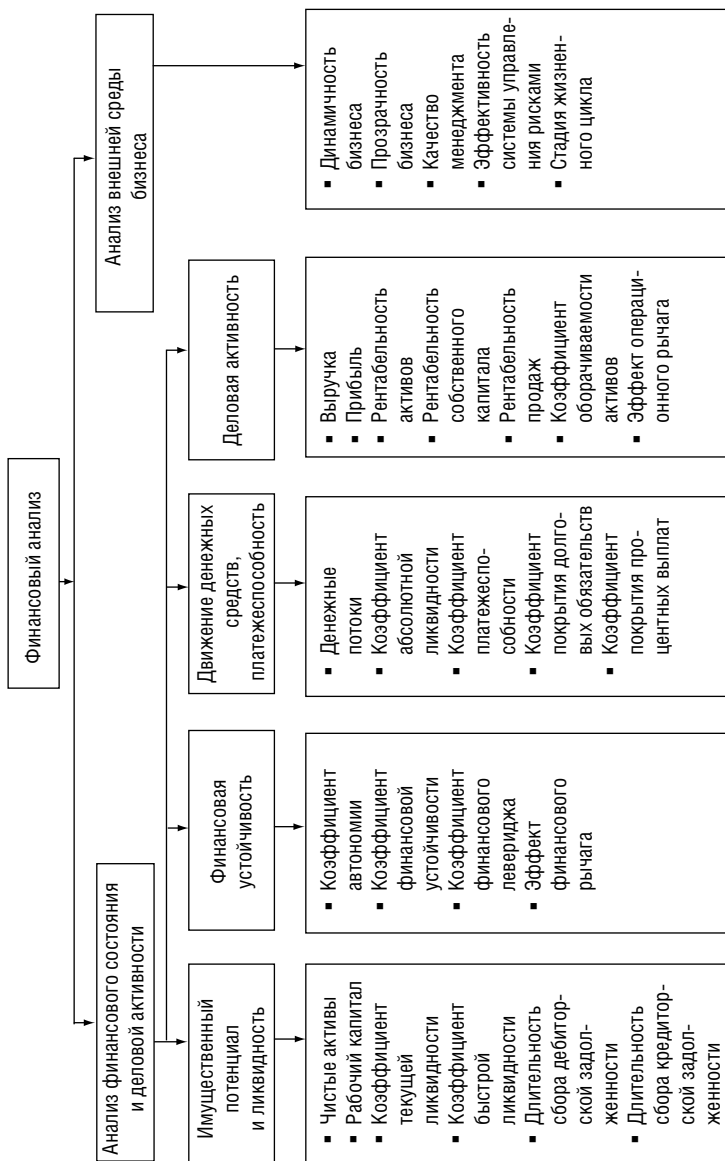 Финансовый анализ
Анализ финансового состояния
и деловой активности
Анализ внешней среды
бизнеса
Имущественный
потенциал
и ликвидность
Финансовая
устойчивость
Движение денежных
средств,
платежеспособность
Деловая активность
▪ Чистые активы
▪ Рабочий капитал
▪ Коэффициент
текущей
ликвидности
▪ Коэффициент
быстрой
ликвидности
▪ Длительность
сбора дебитор-
ской задол-
женности
▪ Длительность
сбора кредитор-
ской задол-
женности
▪ Коэффициент
автономии
▪ Коэффициент
финансовой
устойчивости
▪ Коэффициент
финансового
левериджа
▪ Эффект
финансового
рычага
▪ Денежные
потоки
▪ Коэффициент
абсолютной
ликвидности
▪ Коэффициент
платежеспо-
собности
▪ Коэффициент
покрытия долго-
вых обязательств
▪ Коэффициент
покрытия про-
центных выплат
▪ Выручка
▪ Прибыль
▪ Рентабельность
активов
▪ Рентабельность
собственного
капитала
▪ Рентабельность
продаж
▪ Коэффициент
оборачиваемости
активов
▪ Эффект операци-
онного рычага
▪ Динамичность
бизнеса
▪ Прозрачность
бизнеса
▪ Качество
менеджмента
▪ Эффективность
системы управле-
ния рисками
▪ Стадия жизнен-
ного цикла